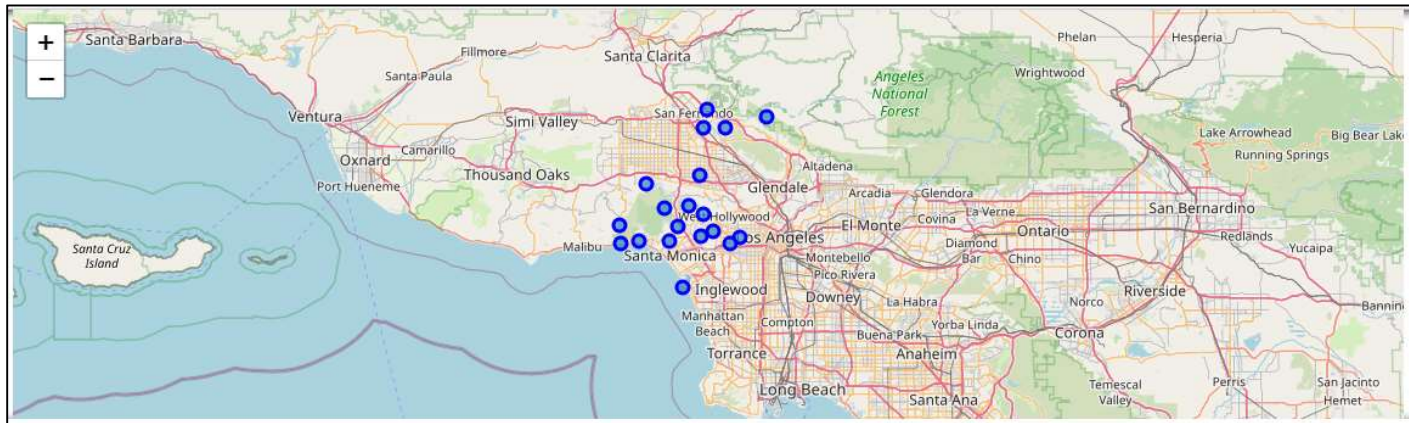 +
−
Santa Barbara
Fillmore
Santa Clarita
Phelan
Hesperia
Santa Paula
Wrightwood
Angeles
National
Forest
Ventura
Simi Valley
San Fernando
Lake Arrowhead
Big Bear Lake
Oxnard
Camarillo
Running Springs
Port Hueneme
Thousand Oaks
Altadena
Glendale
Arcadia
Glendora
La Verne
San Bernardino
Hollywood
El Monte
Covina
Ontario
Redlands
Santa Cruz
Island
Malibu
Los Angeles
Diamond
Bar
Chino
Yucaipa
Santa Monica
Montebello
Pico Rivera
Inglewood
Downey
La Habra
Norco
Riverside
Bannin
Manhattan
Beach
Compton
Buena Park
Yorba Linda
Corona
Torrance
Anaheim
Long Beach
Santa Ana
Temescal
Valley
Perris
San Jacinto
Hemet